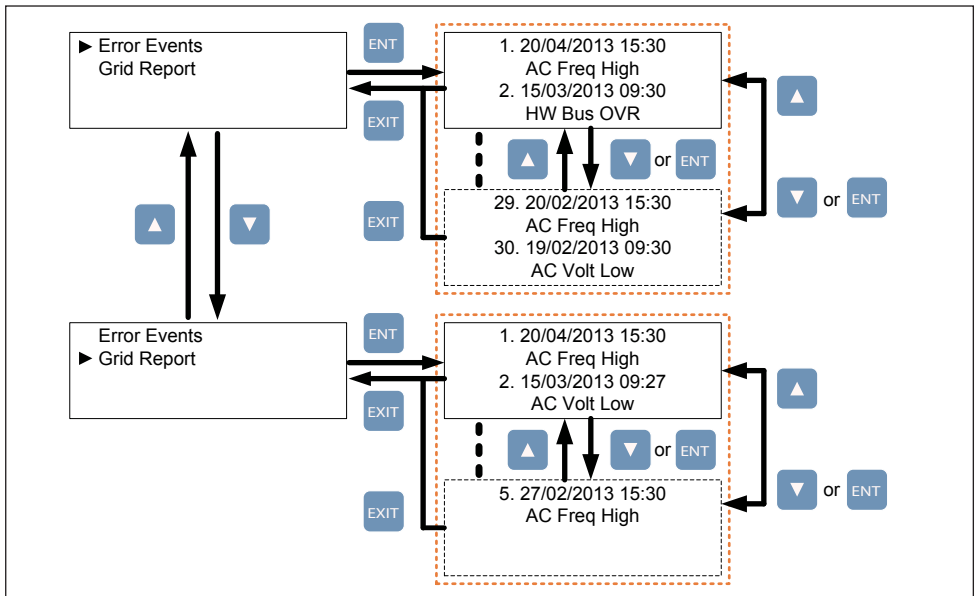 ▶ Error Events
Grid Report
ENT
EXIT
1. 20/04/2013 15:30
AC Freq High
2. 15/03/2013 09:30
HW Bus OVR
▲
▲
▼ or ENT
▼ or ENT
EXIT
29. 20/02/2013 15:30
AC Freq High
30. 19/02/2013 09:30
AC Volt Low
▲
▼
Error Events
▶ Grid Report
ENT
EXIT
1. 20/04/2013 15:30
AC Freq High
2. 15/03/2013 09:27
AC Volt Low
▲
▲
▼ or ENT
▼ or ENT
EXIT
5. 27/02/2013 15:30
AC Freq High